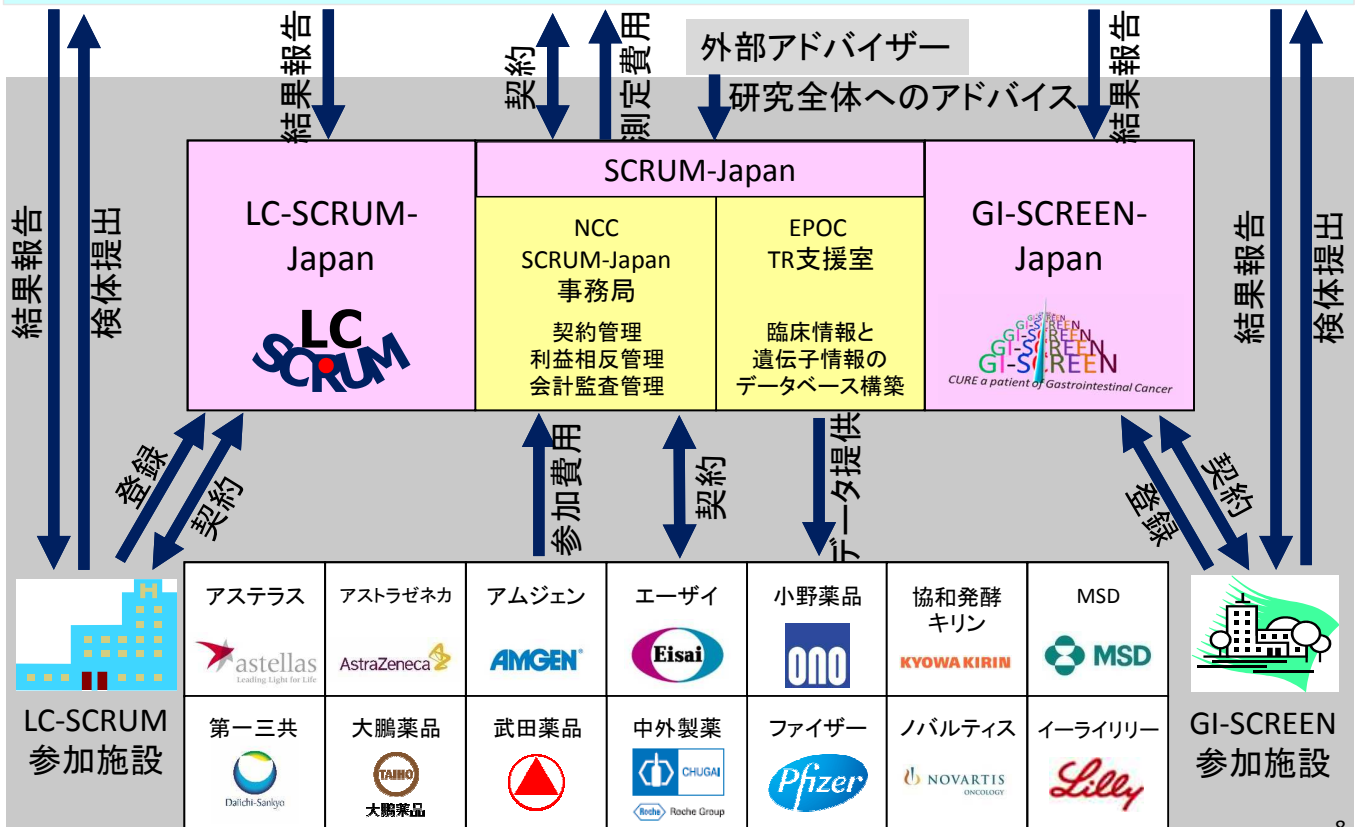 結果報告
検体提出
結果報告
契約
測定費用
外部アドバイザー
研究全体へのアドバイス
結果報告
結果報告
検体提出
LC-SCRUM-
Japan
LC
SCRUM
SCRUM-Japan
NCC
SCRUM-Japan
事務局
契約管理
利益相反管理
会計監査管理
EPOC
TR支援室
臨床情報と
遺伝子情報の
データベース構築
GI-SCREEN-
Japan
GI-SCREEN
GI-SCREEN
GI-SCREEN
GI-SCREEN
CURE a patient of Gastrointestinal Cancer
登録
契約
参加費用
契約
データ提供
登録
契約
LC-SCRUM
参加施設
H
アステラス
astellas
Leading Light for Life
アストラゼネカ
AstraZeneca
アムジェン
AMGEN®
エーザイ
Eisai
小野薬品
ono
協和発酵
キリン
KYOWA KIRIN
MSD
MSD
第一三共
Daiichi-Sankyo
大鵬薬品
TAIHO
大鵬薬品
武田薬品
中外製薬
CHUGAI
Roche
Roche Group
ファイザー
Pfizer
ノバルティス
NOVARTIS
ONCOLOGY
イーライリリー
Lilly
GI-SCREEN
参加施設
8